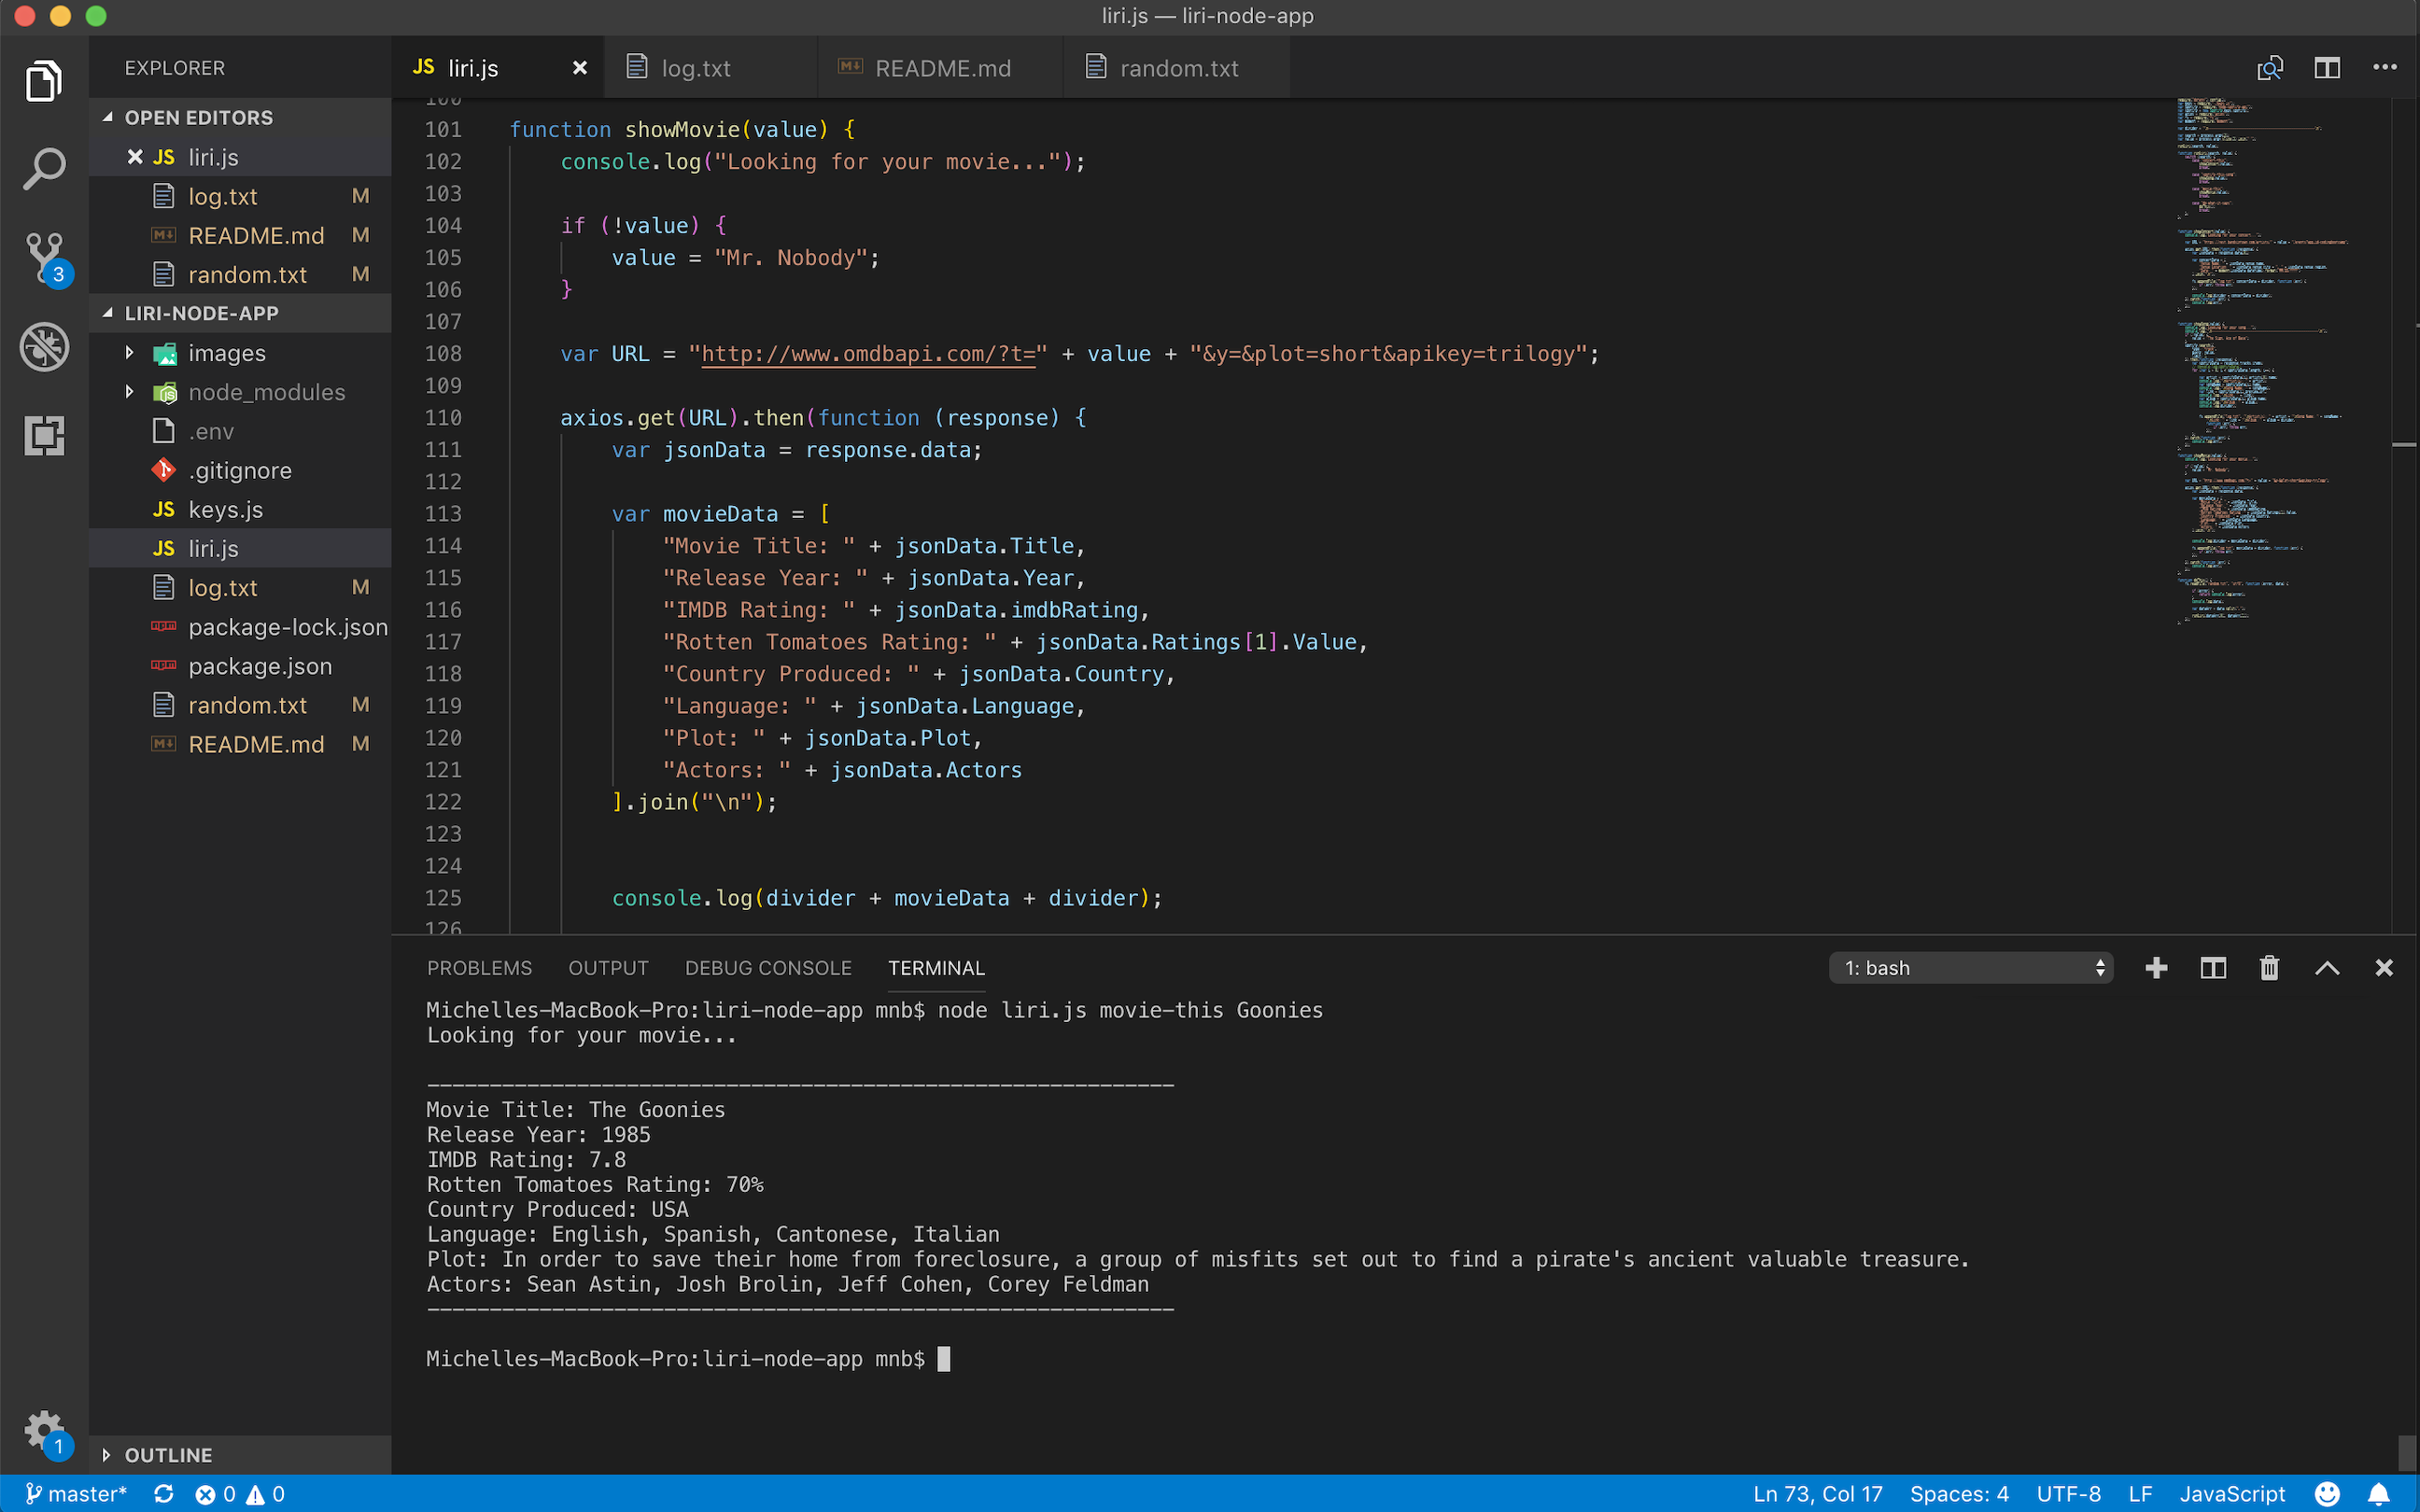 liri.js — liri-node-app
EXPLORER
OPEN EDITORS
JS liri.js
log.txt M
README.md M
random.txt M
3
LIRI-NODE-APP
images
node_modules
.env
.gitignore
JS keys.js
JS liri.js
log.txt M
package-lock.json
package.json
random.txt M
README.md M
OUTLINE
1
JS liri.js
log.txt
README.md
random.txt
100
101 function showMovie(value) {
102 console.log("Looking for your movie...");
103
104 if (!value) {
105 value = "Mr. Nobody";
106 }
107
108 var URL = "http://www.omdbapi.com/?t=" + value + "&y=&plot=short&apikey=trilogy";
109
110 axios.get(URL).then(function (response) {
111 var jsonData = response.data;
112
113 var movieData = [
114 "Movie Title: " + jsonData.Title,
115 "Release Year: " + jsonData.Year,
116 "IMDB Rating: " + jsonData.imdbRating,
117 "Rotten Tomatoes Rating: " + jsonData.Ratings[1].Value,
118 "Country Produced: " + jsonData.Country,
119 "Language: " + jsonData.Language,
120 "Plot: " + jsonData.Plot,
121 "Actors: " + jsonData.Actors
122 ].join("\n");
123
124
125 console.log(divider + movieData + divider);
126
PROBLEMS OUTPUT DEBUG CONSOLE TERMINAL 1: bash
Michelles-MacBook-Pro:liri-node-app mnb$ node liri.js movie-this Goonies
Looking for your movie...
------------------------------------------------------------
Movie Title: The Goonies
Release Year: 1985
IMDB Rating: 7.8
Rotten Tomatoes Rating: 70%
Country Produced: USA
Language: English, Spanish, Cantonese, Italian
Plot: In order to save their home from foreclosure, a group of misfits set out to find a pirate's ancient valuable treasure.
Actors: Sean Astin, Josh Brolin, Jeff Cohen, Corey Feldman
------------------------------------------------------------
Michelles-MacBook-Pro:liri-node-app mnb$
master* 0 0 Ln 73, Col 17 Spaces: 4 UTF-8 LF JavaScript